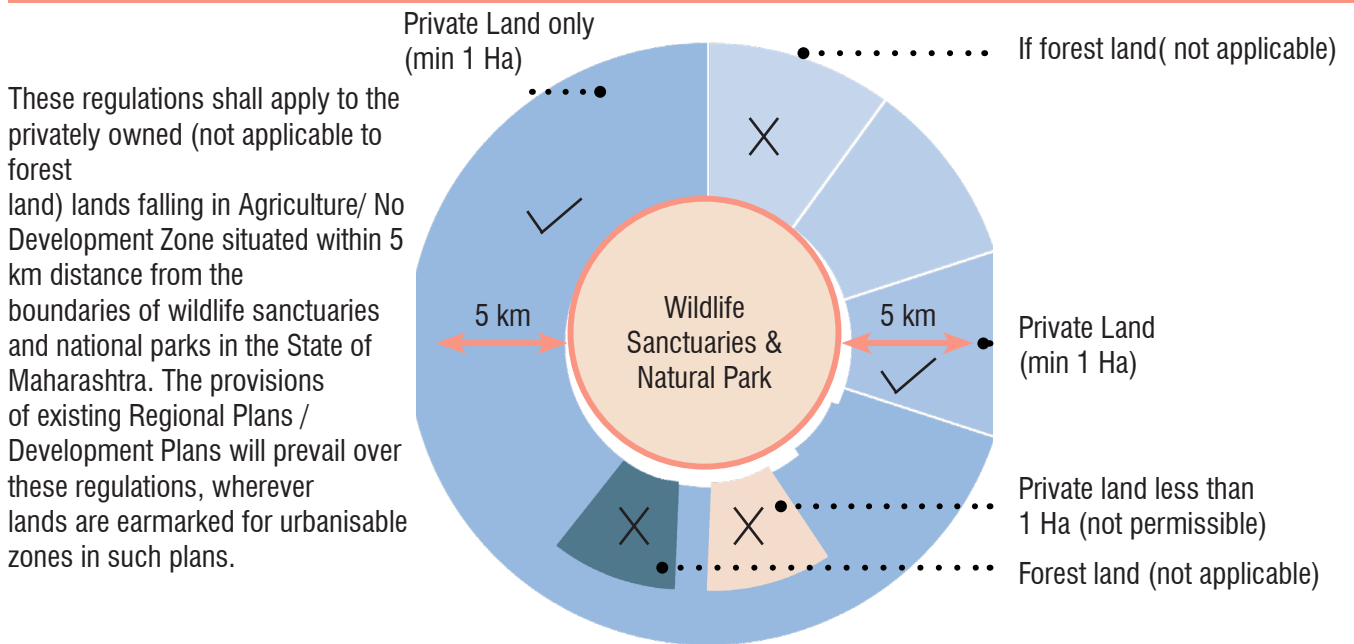 Private Land only
(min 1 Ha)
If forest land( not applicable)
These regulations shall apply to the
privately owned (not applicable to
forest
land) lands falling in Agriculture/ No
Development Zone situated within 5
km distance from the
boundaries of wildlife sanctuaries
and national parks in the State of
Maharashtra. The provisions
of existing Regional Plans /
Development Plans will prevail over
these regulations, wherever
lands are earmarked for urbanisable
zones in such plans.
5 km
Wildlife
Sanctuaries &
Natural Park
5 km
Private Land
(min 1 Ha)
Private land less than
1 Ha (not permissible)
Forest land (not applicable)